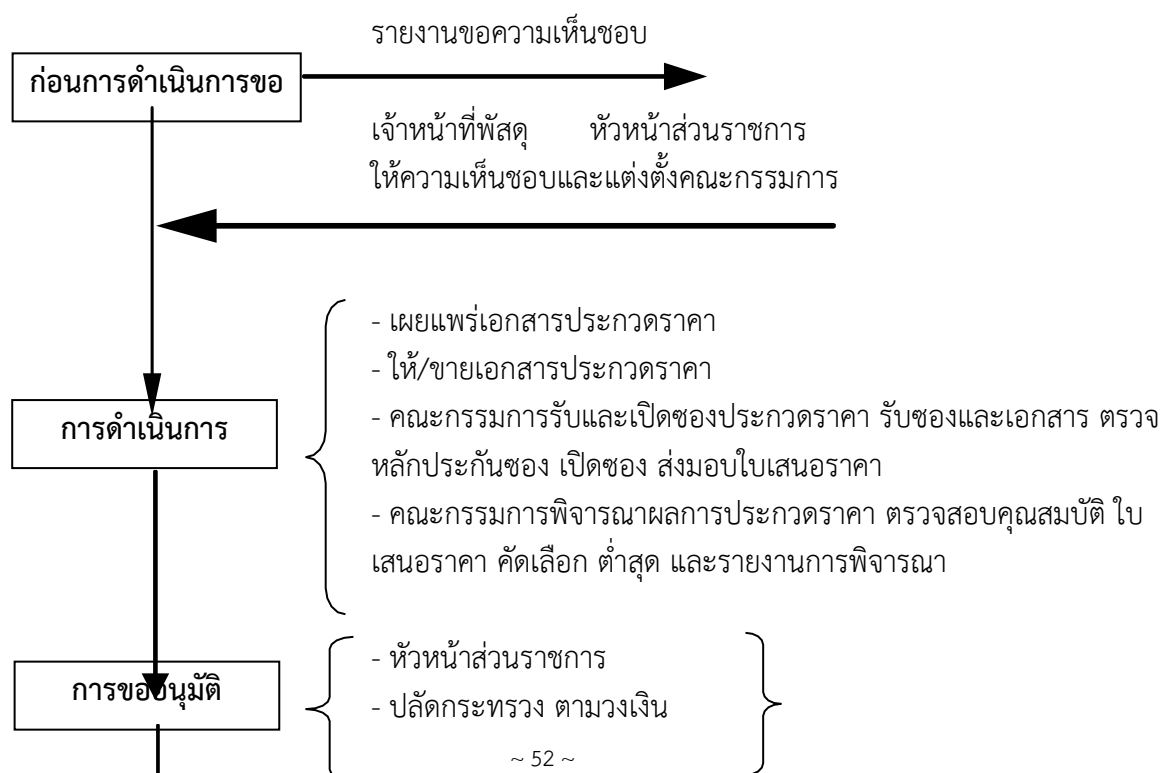 รายงานขอความเห็นชอบ
ก่อนการดำเนินการขอ
เจ้าหน้าที่พัสดุ หัวหน้าส่วนราชการ
ให้ความเห็นชอบและแต่งตั้งคณะกรรมการ
- เผยแพร่เอกสารประกวดราคา
- ให้/ขายเอกสารประกวดราคา
การดำเนินการ
- คณะกรรมการรับและเปิดซองประกวดราคา รับซองและเอกสาร ตรวจ
หลักประกันซอง เปิดซอง ส่งมอบใบเสนอราคา
- คณะกรรมการพิจารณาผลการประกวดราคา ตรวจสอบคุณสมบัติ ใบ
เสนอราคา คัดเลือก ต่ำสุด และรายงานการพิจารณา
การขออนุมัติ
- หัวหน้าส่วนราชการ
- ปลัดกระทรวง ตามวงเงิน
~ 52 ~